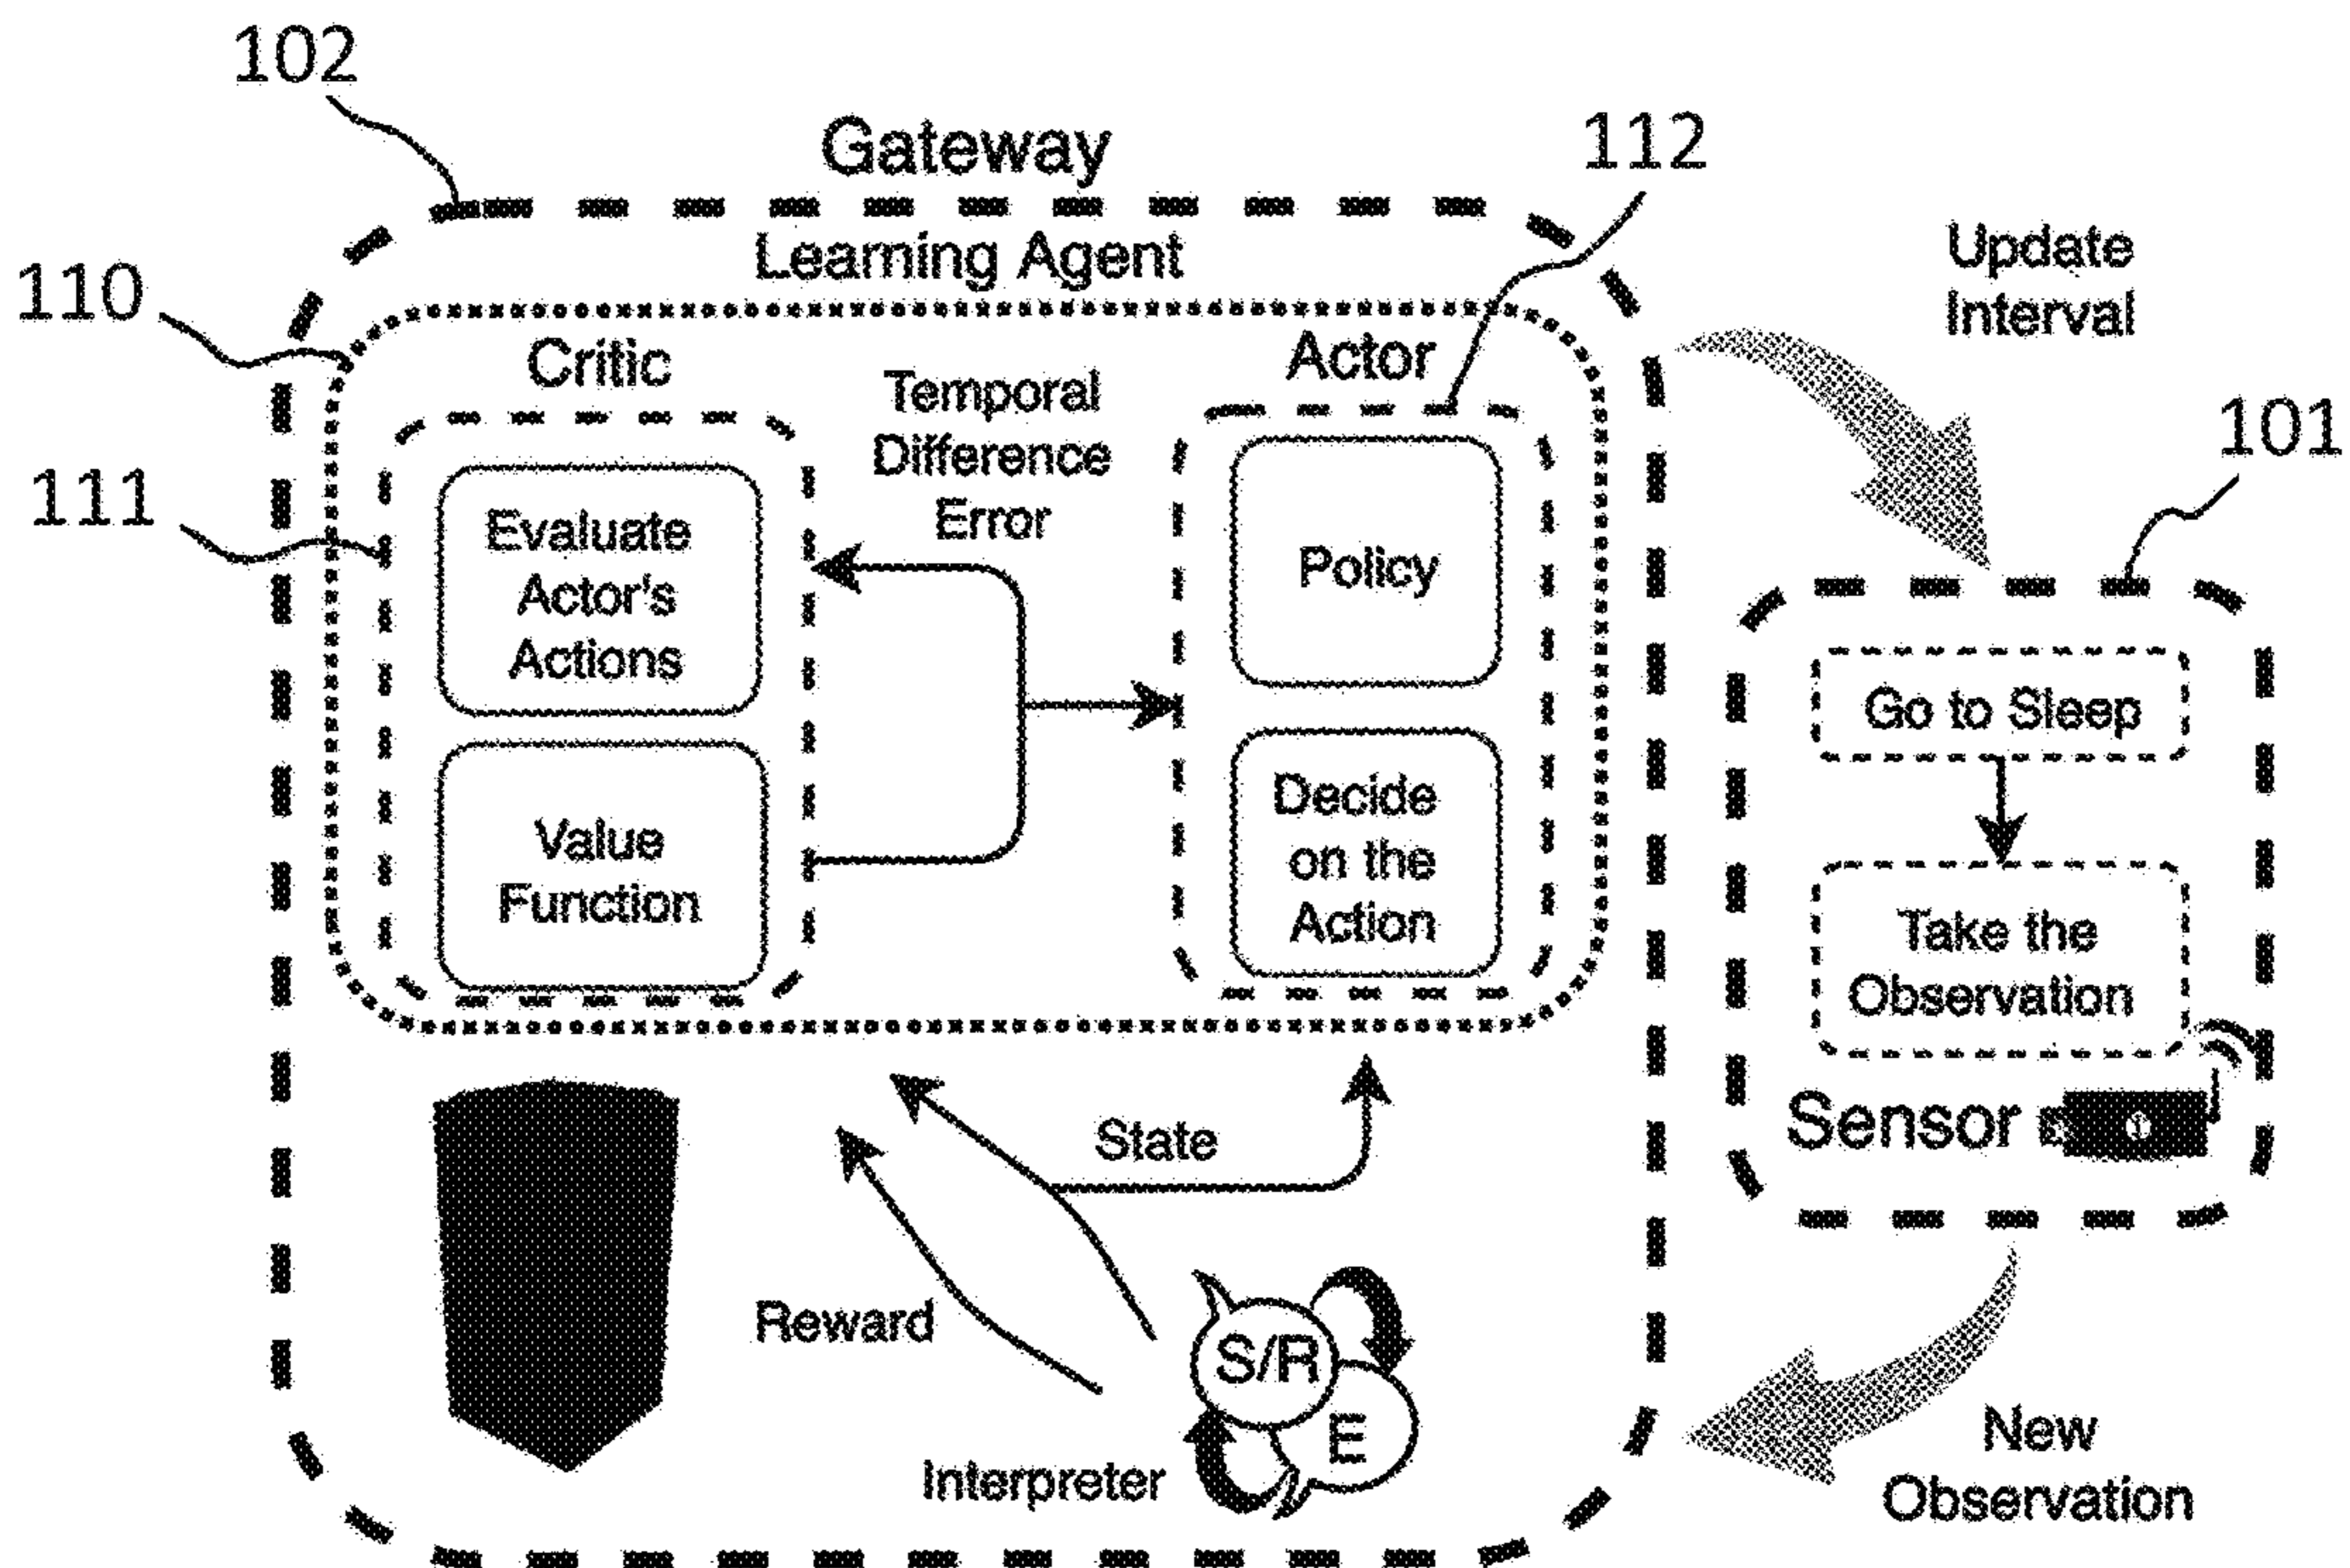 102
Gateway
112
Learning Agent
Update
Interval
110
Critic
Actor
Temporal
Difference
Error
101
111
Evaluate
Actor's
Actions
Policy
Go to Sleep
Value
Function
Decide
on the
Action
Take the
Observation
Sensor
State
Reward
S/R
E
Interpreter
New
Observation